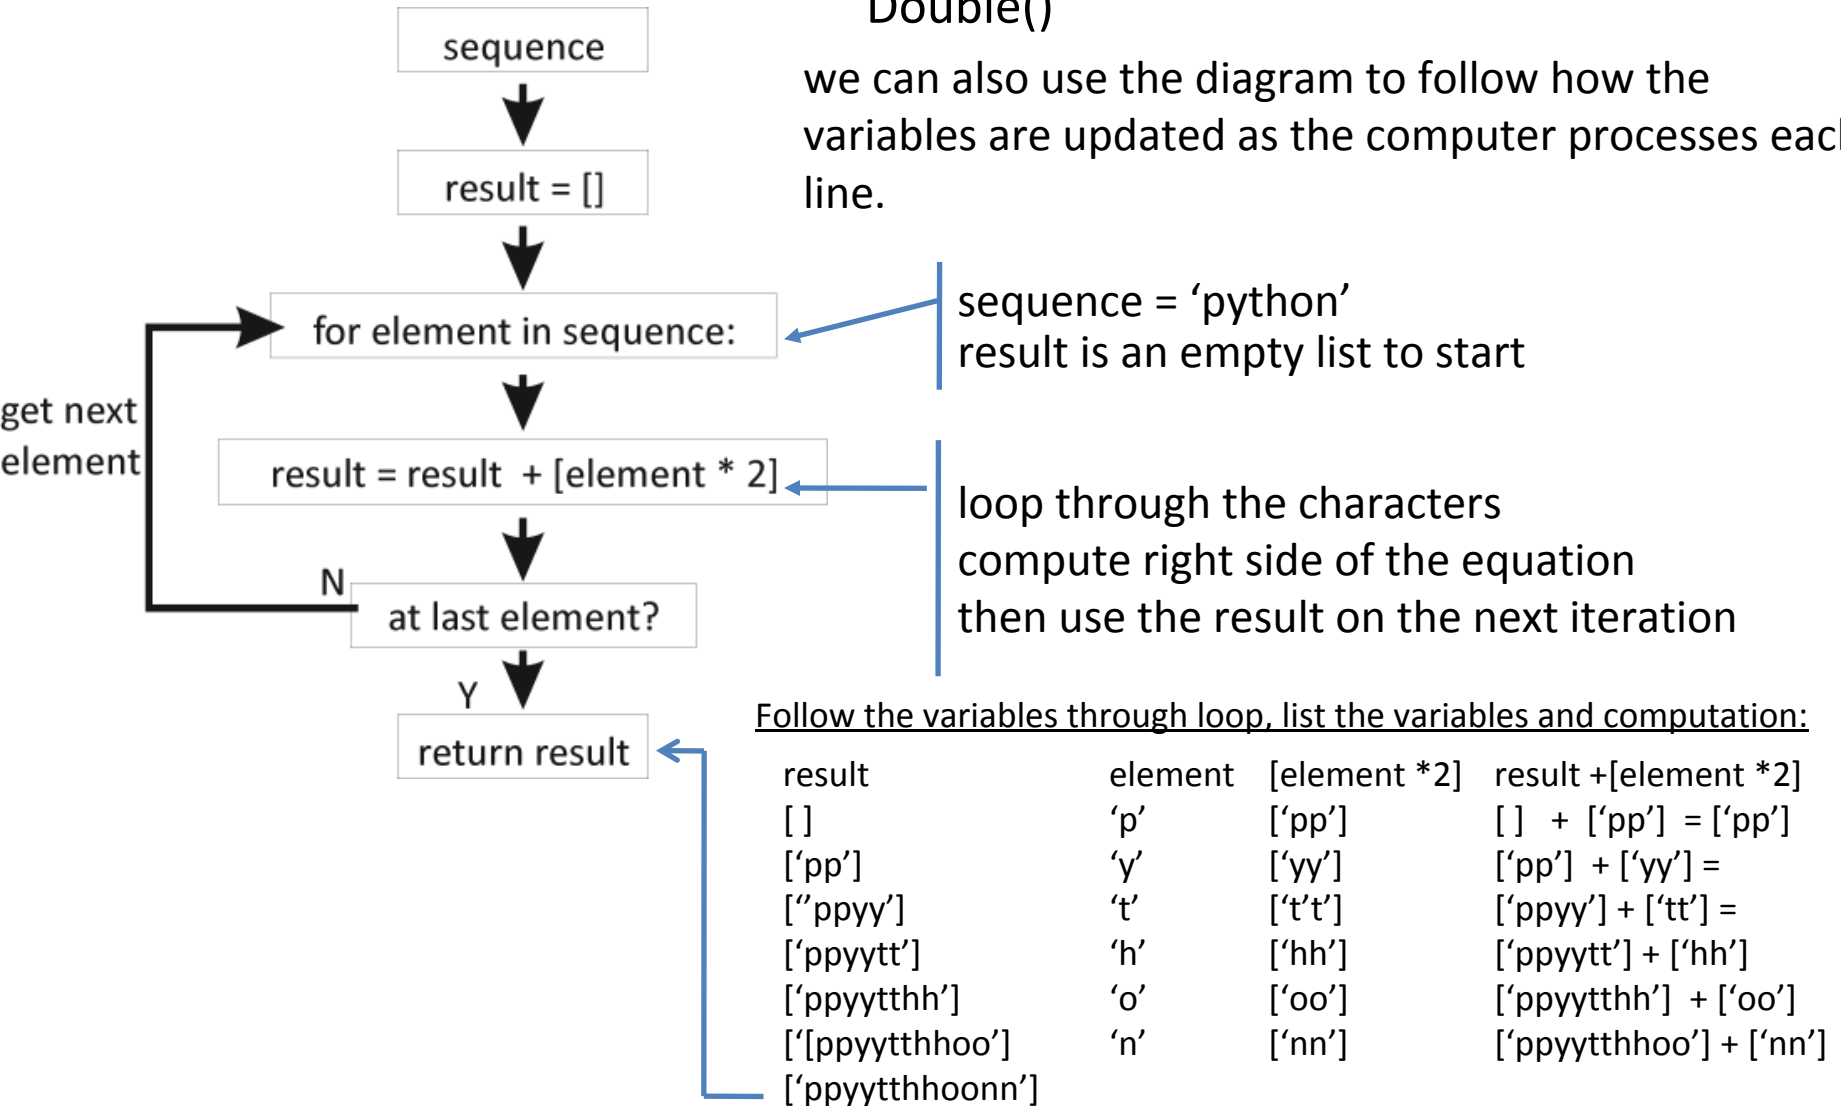 Double()
we can also use the diagram to follow how the
variables are updated as the computer processes each
line.
sequence
result = []
for element in sequence:
get next
element
result = result + [element * 2]
N
at last element?
Y
return result
sequence = ‘python’
result is an empty list to start
loop through the characters
compute right side of the equation
then use the result on the next iteration
Follow the variables through loop, list the variables and computation:
result element [element *2] result +[element *2]
[ ] ‘p’ [‘pp’] [ ] + [‘pp’] = [‘pp’]
[‘pp’] ‘y’ [‘yy’] [‘pp’] + [‘yy’] =
[‘’ppyy’] ‘t’ [‘t’t’] [‘ppyy’] + [‘tt’] =
[‘ppyytt’] ‘h’ [‘hh’] [‘ppyytt’] + [‘hh’]
[‘ppyytthh’] ‘o’ [‘oo’] [‘ppyytthh’] + [‘oo’]
[‘[ppyytthhoo’] ‘n’ [‘nn’] [‘ppyytthhoo’] + [‘nn’]
[‘ppyytthhoonn’]